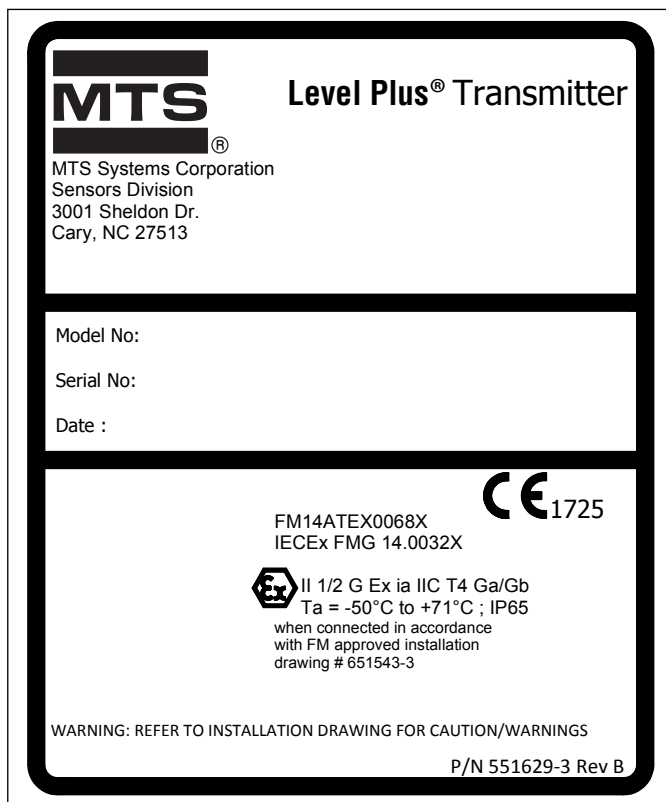 MTS
®
Level Plus® Transmitter
MTS Systems Corporation
Sensors Division
3001 Sheldon Dr.
Cary, NC 27513
Model No:
Serial No:
Date :
CE 1725
FM14ATEX0068X
IECEx FMG 14.0032X
Ex II 1/2 G Ex ia IIC T4 Ga/Gb
Ta = -50°C to +71°C ; IP65
when connected in accordance
with FM approved installation
drawing # 651543-3
WARNING: REFER TO INSTALLATION DRAWING FOR CAUTION/WARNINGS
P/N 551629-3 Rev B